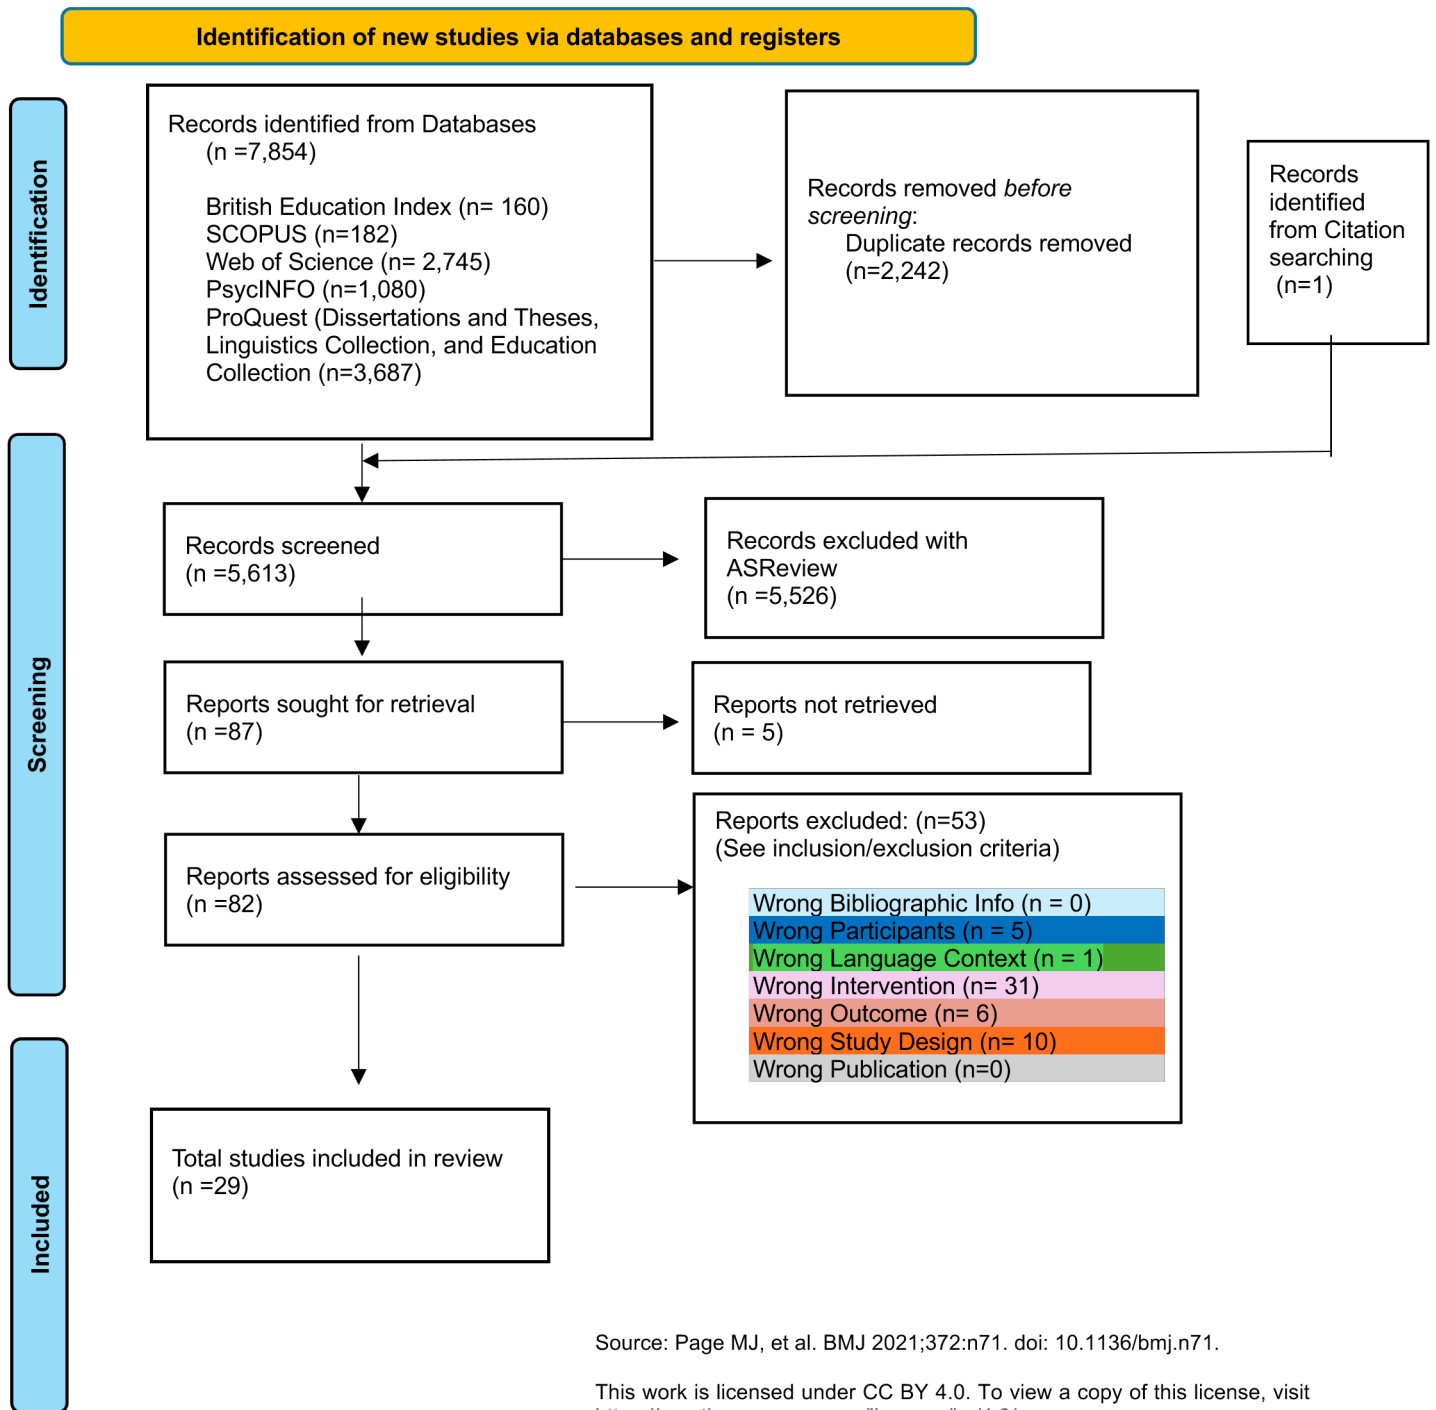 Identification of new studies via databases and registers
Identification
Records identified from Databases
(n =7,854)
British Education Index (n= 160)
SCOPUS (n=182)
Web of Science (n= 2,745)
PsycINFO (n=1,080)
ProQuest (Dissertations and Theses,
Linguistics Collection, and Education
Collection (n=3,687)
Records removed before
screening:
Duplicate records removed
(n=2,242)
Records
identified
from Citation
searching
(n=1)
Screening
Records screened
(n =5,613)
Records excluded with
ASReview
(n =5,526)
Reports sought for retrieval
(n =87)
Reports not retrieved
(n = 5)
Reports assessed for eligibility
(n =82)
Reports excluded: (n=53)
(See inclusion/exclusion criteria)
Wrong Bibliographic Info (n = 0)
Wrong Participants (n = 5)
Wrong Language Context (n = 1)
Wrong Intervention (n= 31)
Wrong Outcome (n= 6)
Wrong Study Design (n= 10)
Wrong Publication (n=0)
Included
Total studies included in review
(n =29)
Source: Page MJ, et al. BMJ 2021;372:n71. doi: 10.1136/bmj.n71.
This work is licensed under CC BY 4.0. To view a copy of this license, visit